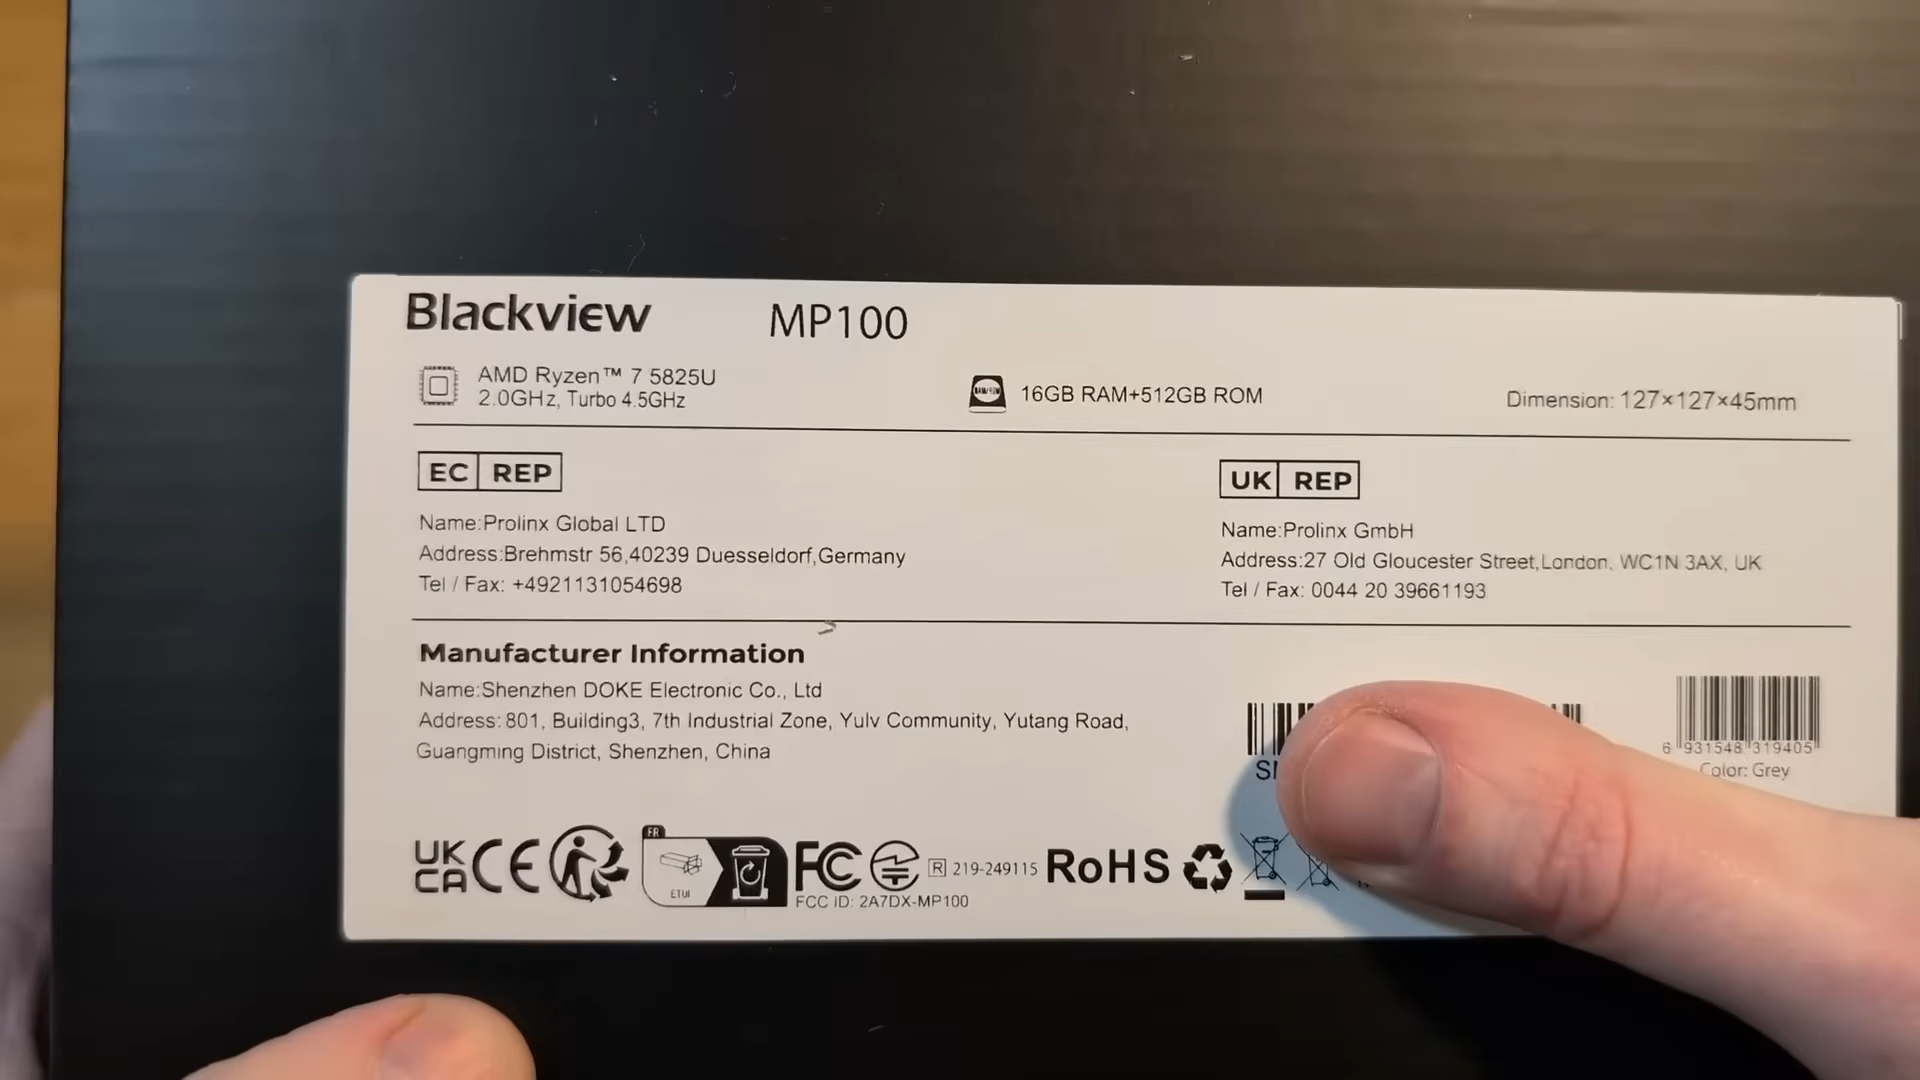 Blackview MP100
AMD Ryzen™ 7 5825U
2.0GHz, Turbo 4.5GHz
16GB RAM+512GB ROM
Dimension: 127×127×45mm
EC REP
Name:Prolinx Global LTD
Address:Brehmstr 56,40239 Duesseldorf,Germany
Tel / Fax: +4921131054698
UK REP
Name:Prolinx GmbH
Address:27 Old Gloucester Street,London, WC1N 3AX, UK
Tel / Fax: 0044 20 39661193
Manufacturer Information
Name:Shenzhen DOKE Electronic Co., Ltd
Address: 801, Building3, 7th Industrial Zone, Yulv Community, Yutang Road,
Guangming District, Shenzhen, China
6 931548 319405
Color: Grey
UK
CA CE FR ETUI FC R 219-249115 RoHS
FCC ID: 2A7DX-MP100